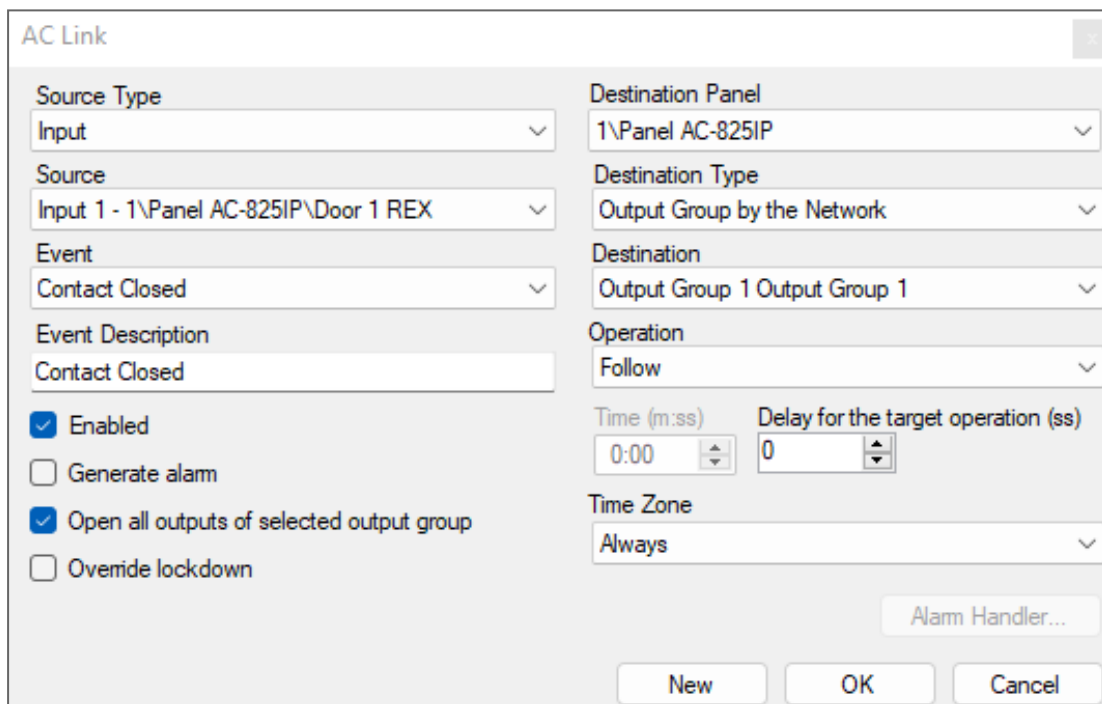 AC Link
x
Source Type
Input
Source
Input 1 - 1\Panel AC-825IP\Door 1 REX
Event
Contact Closed
Event Description
Contact Closed
Enabled
Generate alarm
Open all outputs of selected output group
Override lockdown
Destination Panel
1\Panel AC-825IP
Destination Type
Output Group by the Network
Destination
Output Group 1 Output Group 1
Operation
Follow
Time (m:ss)
0:00
Delay for the target operation (ss)
0
Time Zone
Always
Alarm Handler...
New
OK
Cancel